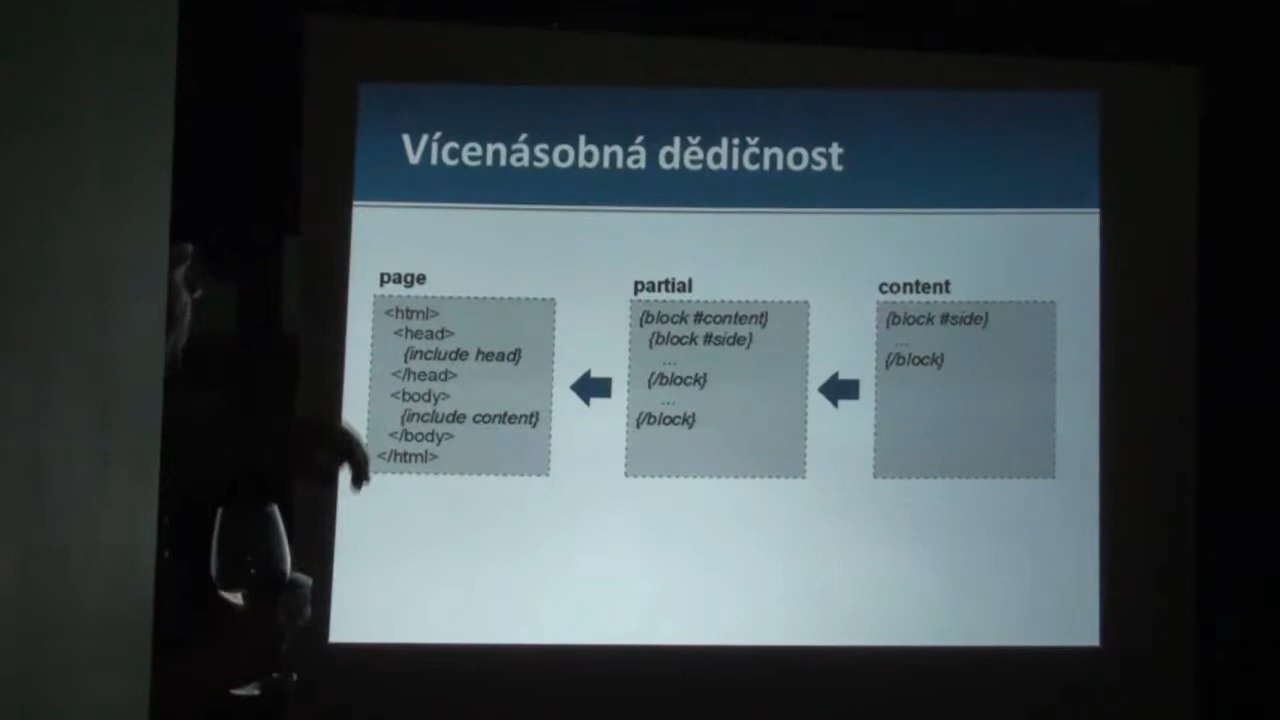 Vícenásobná dědičnost
page
<html>
<head>
{include head}
</head>
<body>
{include content}
</body>
</html>
partial
{block #content}
{block #side}
...
{/block}
...
{/block}
content
{block #side}
...
{/block}